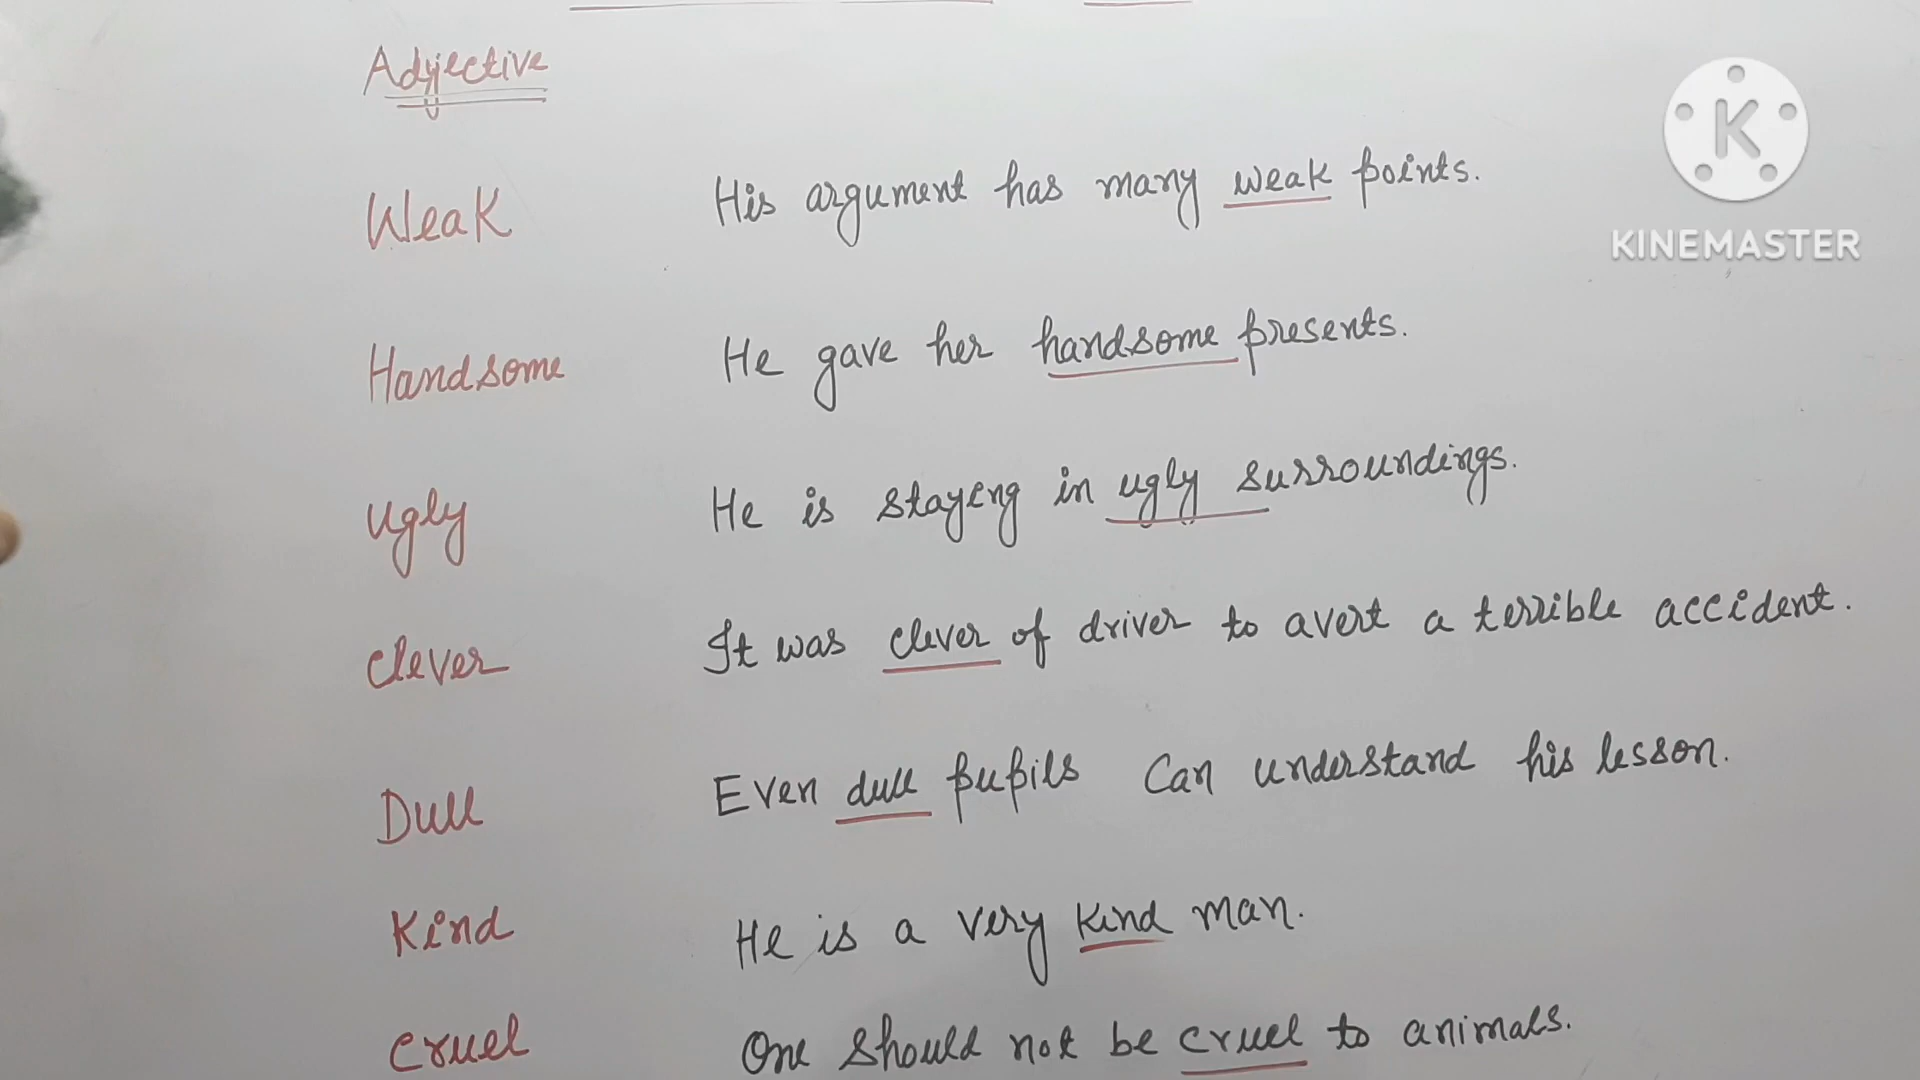 Adjective
Weak His argument has many weak points.
K
KINEMASTER
Handsome He gave her handsome presents.
Ugly He is staying in ugly surroundings.
Clever It was clever of driver to avert a terrible accident.
Dull Even dull pupils can understand his lesson.
Kind He is a very kind man.
Cruel One should not be cruel to animals.